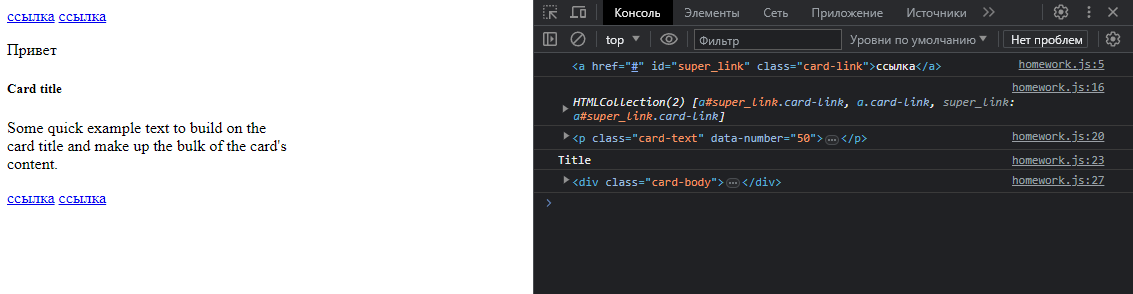 ссылка ссылка
Привет
Card title
Some quick example text to build on the
card title and make up the bulk of the card's
content.
ссылка ссылка
Консоль Элементы Сеть Приложение Источники
top Фильтр Уровни по умолчанию Нет проблем
<a href="#" id="super_link" class="card-link">ссылка</a> homework.js:5
homework.js:16
HTMLCollection(2) [a#super_link.card-link, a.card-link, super_link:
a#super_link.card-link]
<p class="card-text" data-number="50">…</p> homework.js:20
Title homework.js:23
<div class="card-body">…</div> homework.js:27